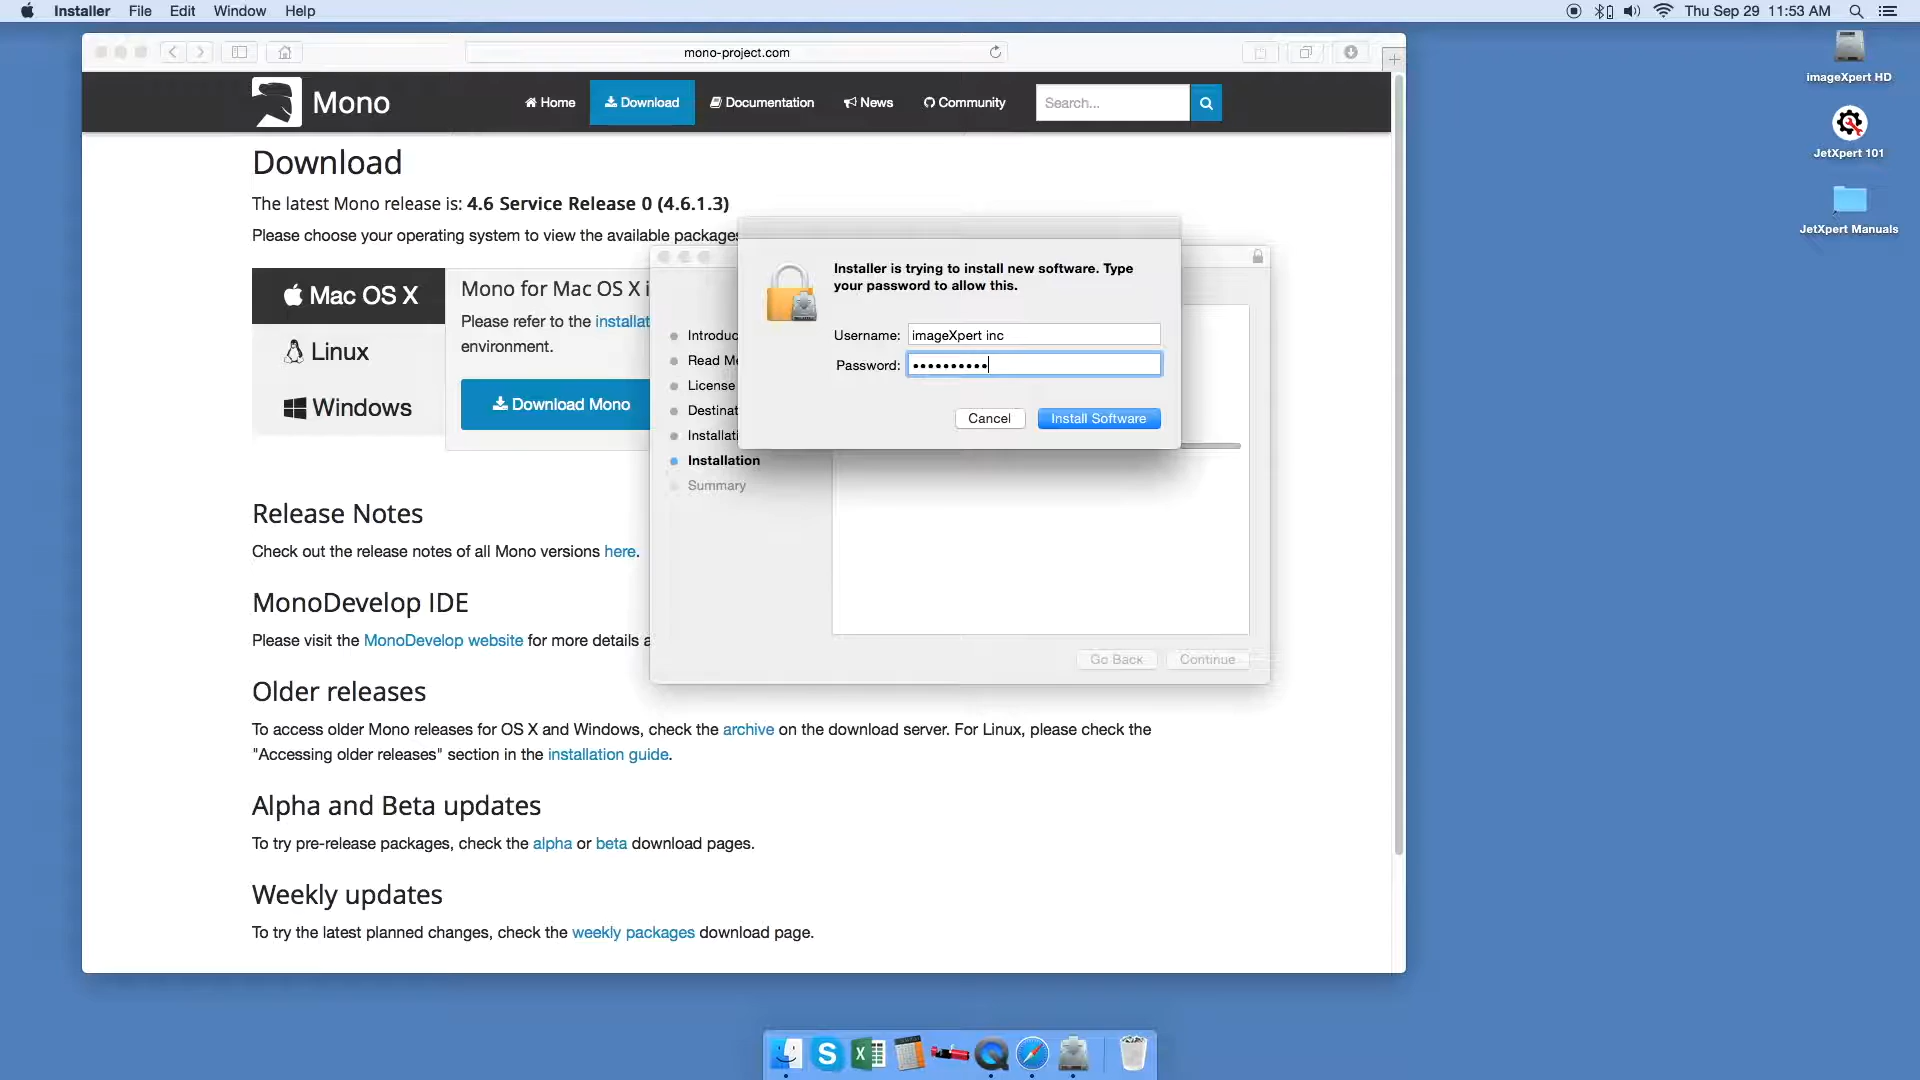 Installer File Edit Window Help
Thu Sep 29 11:53 AM
mono-project.com
imageXpert HD
JetXpert 101
JetXpert Manuals
Mono
Home Download Documentation News Community Search...
Download
The latest Mono release is: 4.6 Service Release 0 (4.6.1.3)
Please choose your operating system to view the available packages
Mac OS X
Linux
Windows
Mono for Mac OS X i
Please refer to the installat
environment.
Download Mono
Installer is trying to install new software. Type
your password to allow this.
Username: imageXpert inc
Password: ••••••••••
Cancel Install Software
Introduc
Read Me
License
Destinat
Installati
Installation
Summary
Go Back Continue
Release Notes
Check out the release notes of all Mono versions here.
MonoDevelop IDE
Please visit the MonoDevelop website for more details a
Older releases
To access older Mono releases for OS X and Windows, check the archive on the download server. For Linux, please check the
"Accessing older releases" section in the installation guide.
Alpha and Beta updates
To try pre-release packages, check the alpha or beta download pages.
Weekly updates
To try the latest planned changes, check the weekly packages download page.